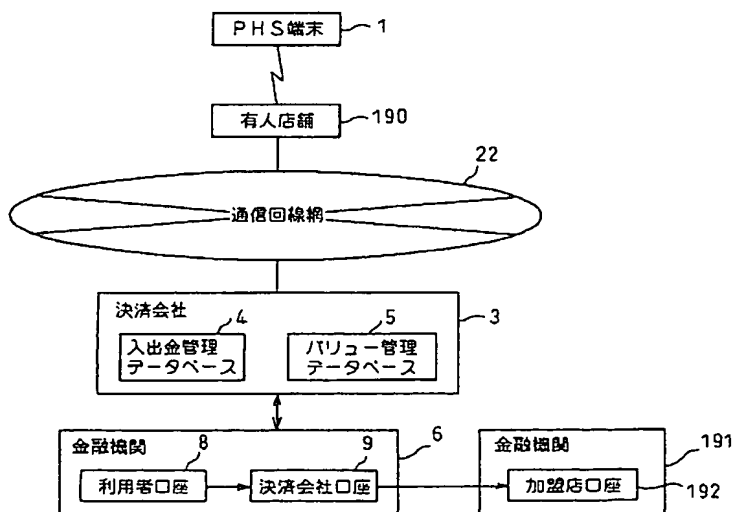 PHS端末
1
有人店舗
190
22
通信回線網
決済会社
3
4
入出金管理
データベース
5
バリュー管理
データベース
金融機関
6
8
利用者口座
9
決済会社口座
金融機関
191
加盟店口座
192